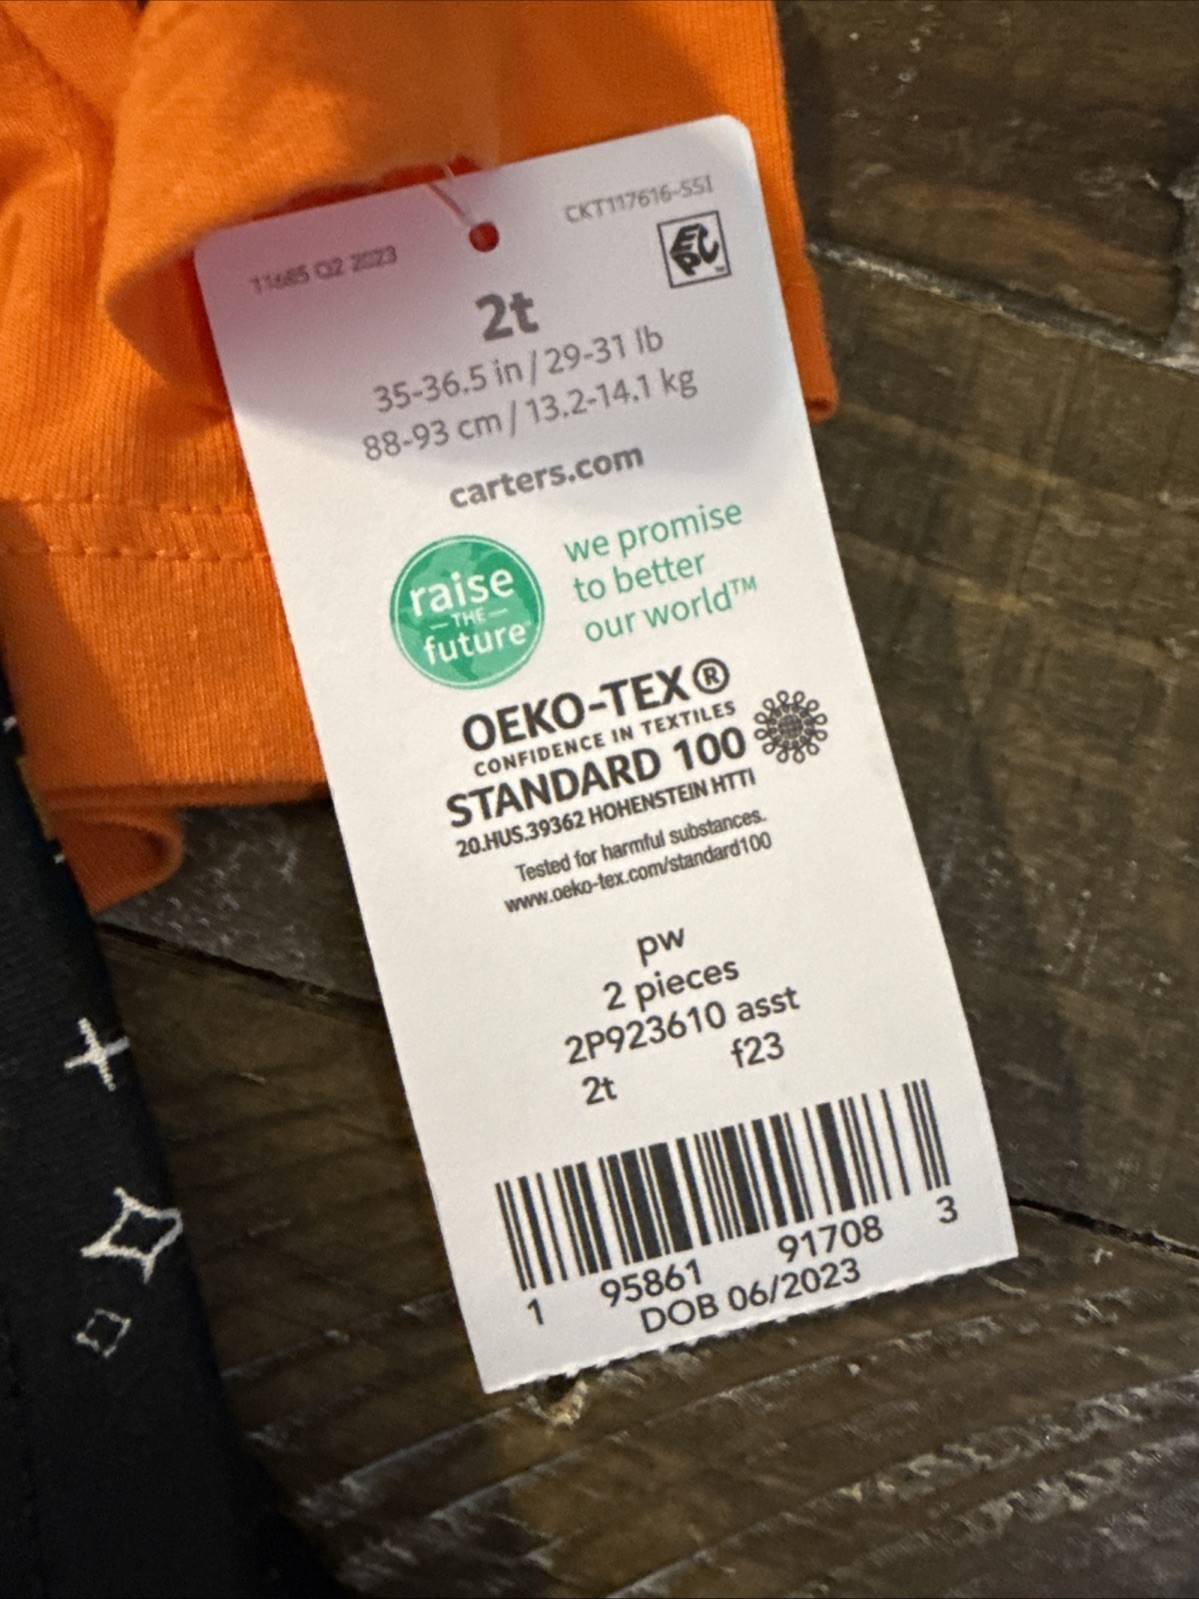 CKT117616-SSI
11685 Q2 2023
EPC™
2t
35-36.5 in / 29-31 lb
88-93 cm / 13.2-14.1 kg
carters.com
raise
THE
future
we promise
to better
our world™
OEKO-TEX®
CONFIDENCE IN TEXTILES
STANDARD 100
20.HUS.39362 HOHENSTEIN HTTI
Tested for harmful substances.
www.oeko-tex.com/standard100
pw
2 pieces
2P923610 asst
2t f23
1 95861 91708 3
DOB 06/2023